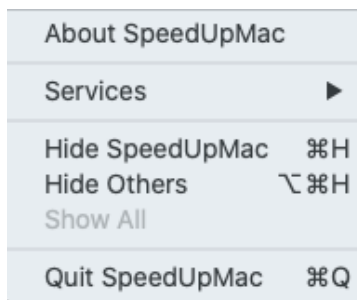 About SpeedUpMac
Services ▶
Hide SpeedUpMac ⌘H
Hide Others ⌥⌘H
Show All
Quit SpeedUpMac ⌘Q